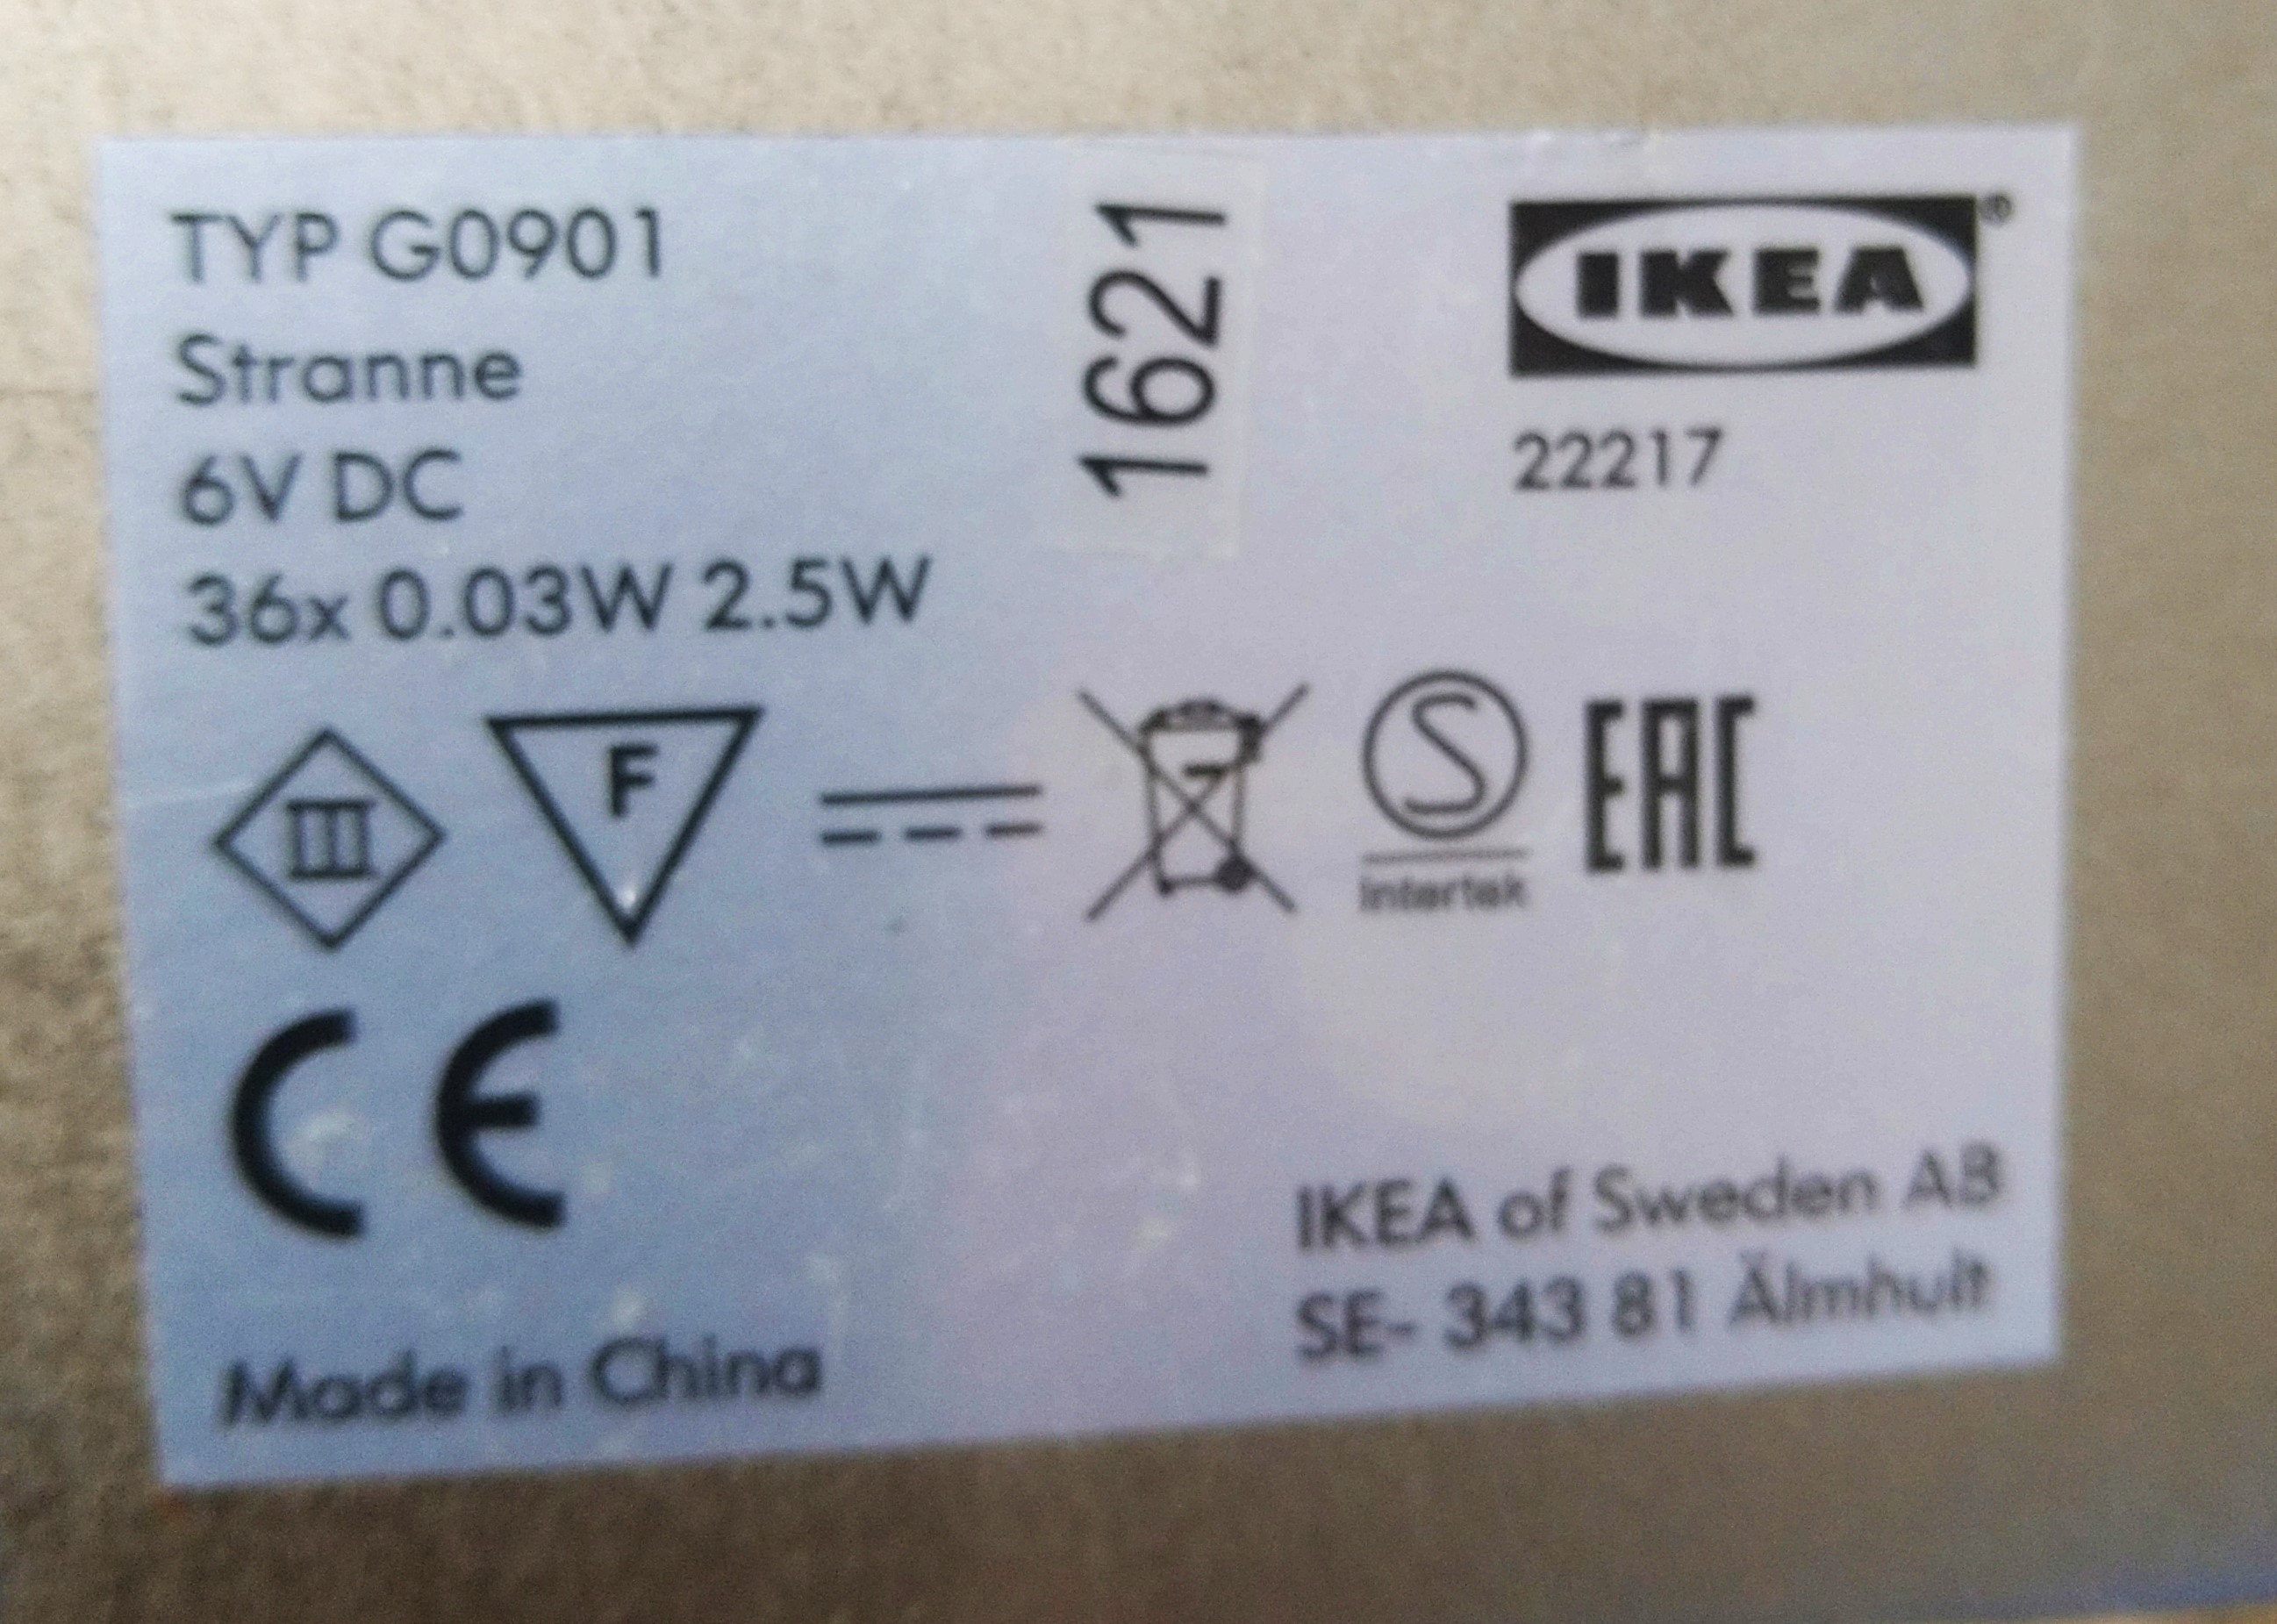 TYP G0901
Stranne
6V DC
36x 0.03W 2.5W
1621
IKEA®
22217
III
F
S
Intertek
EAC
CE
Made in China
IKEA of Sweden AB
SE- 343 81 Älmhult